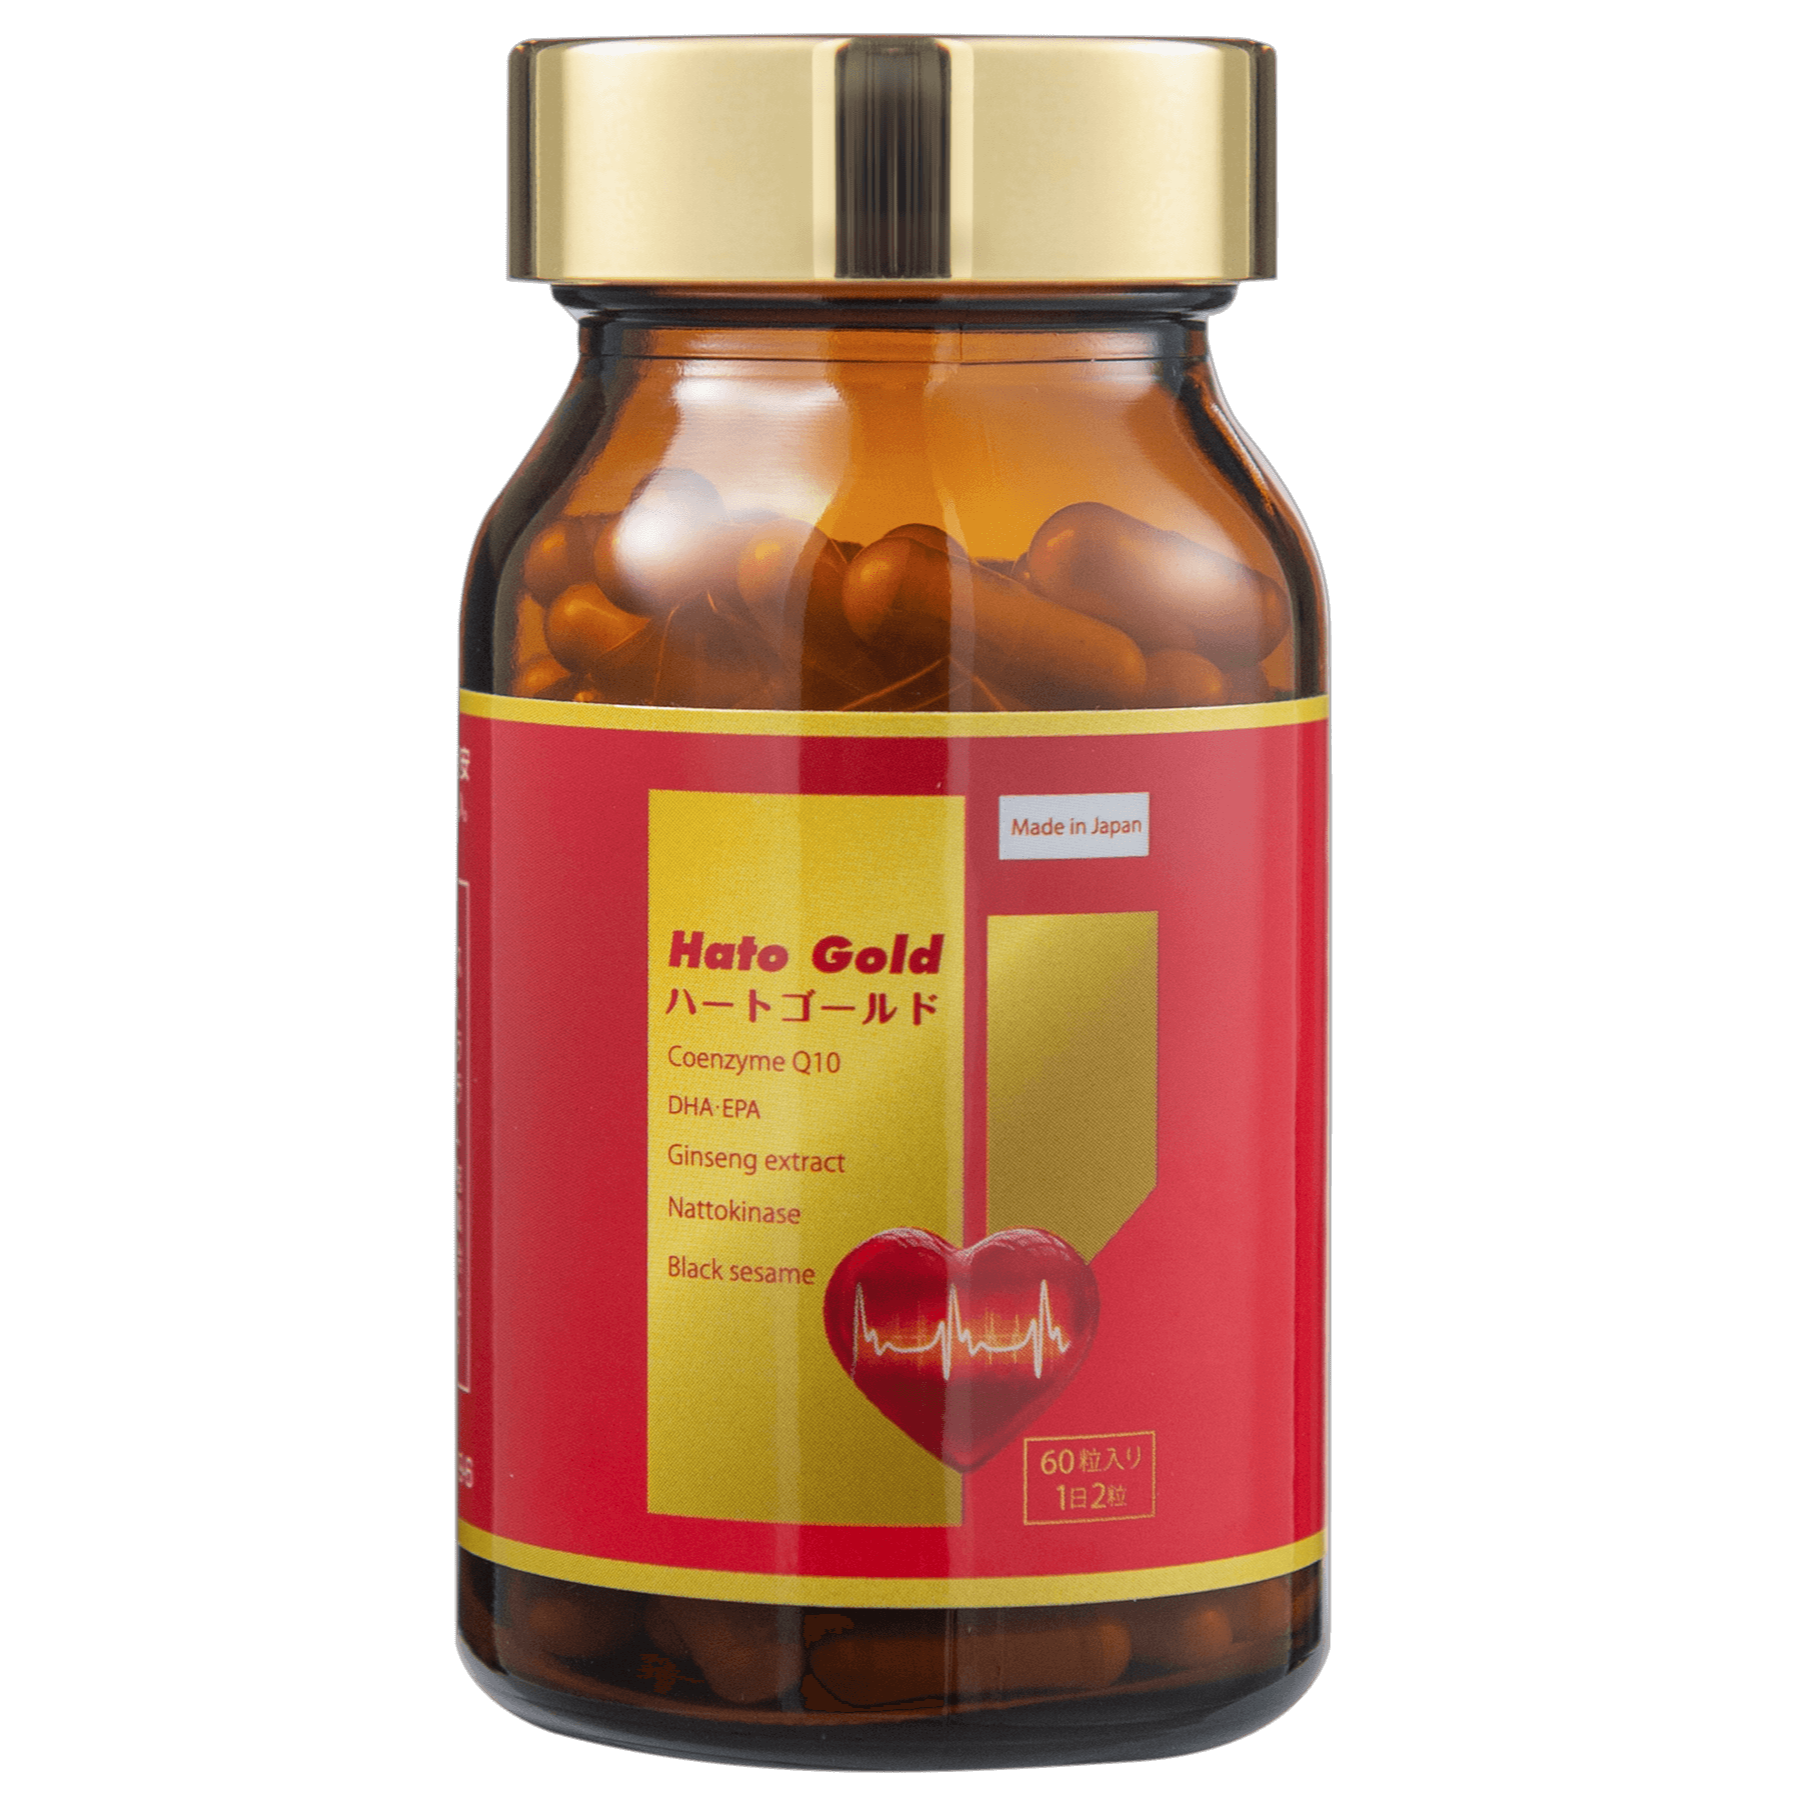 Made in Japan
Hato Gold
ハートゴールド
Coenzyme Q10
DHA·EPA
Ginseng extract
Nattokinase
Black sesame
60粒入り
1日2粒